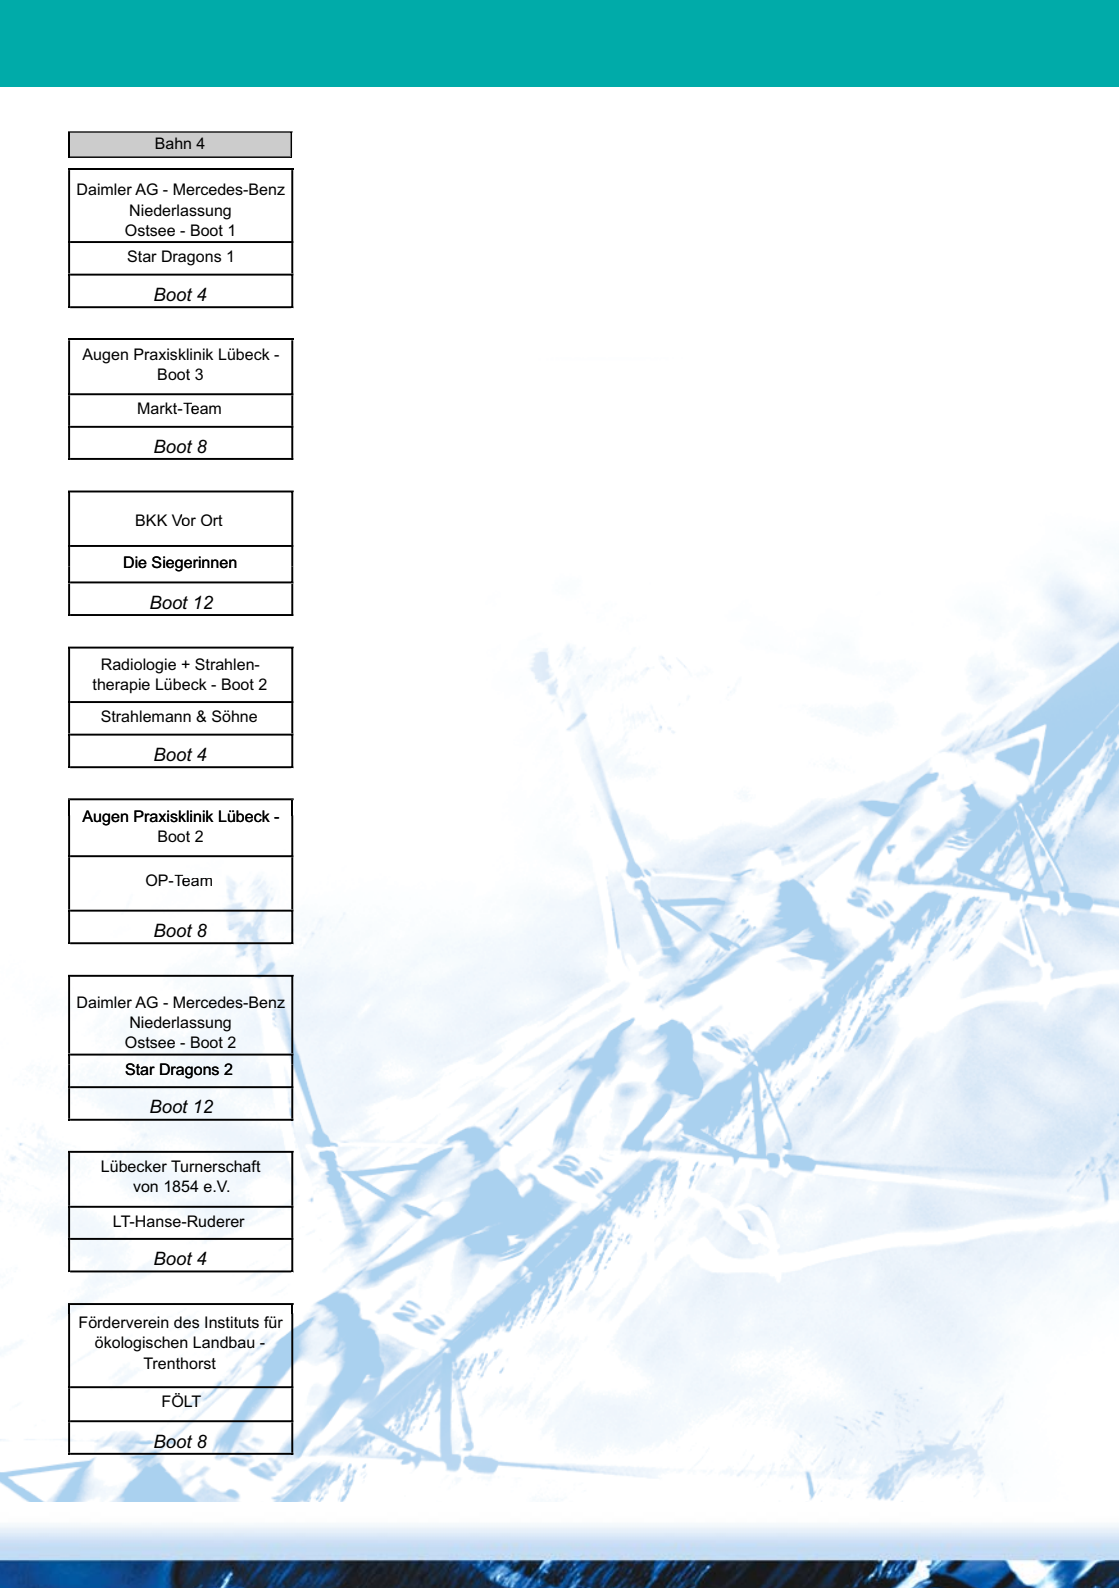 Bahn 4
Daimler AG - Mercedes-Benz
Niederlassung
Ostsee - Boot 1
Star Dragons 1
Boot 4
Augen Praxisklinik Lübeck -
Boot 3
Markt-Team
Boot 8
BKK Vor Ort
Die Siegerinnen
Boot 12
Radiologie + Strahlen-
therapie Lübeck - Boot 2
Strahlemann & Söhne
Boot 4
Augen Praxisklinik Lübeck -
Boot 2
OP-Team
Boot 8
Daimler AG - Mercedes-Benz
Niederlassung
Ostsee - Boot 2
Star Dragons 2
Boot 12
Lübecker Turnerschaft
von 1854 e.V.
LT-Hanse-Ruderer
Boot 4
Förderverein des Instituts für
ökologischen Landbau -
Trenthorst
FÖLT
Boot 8